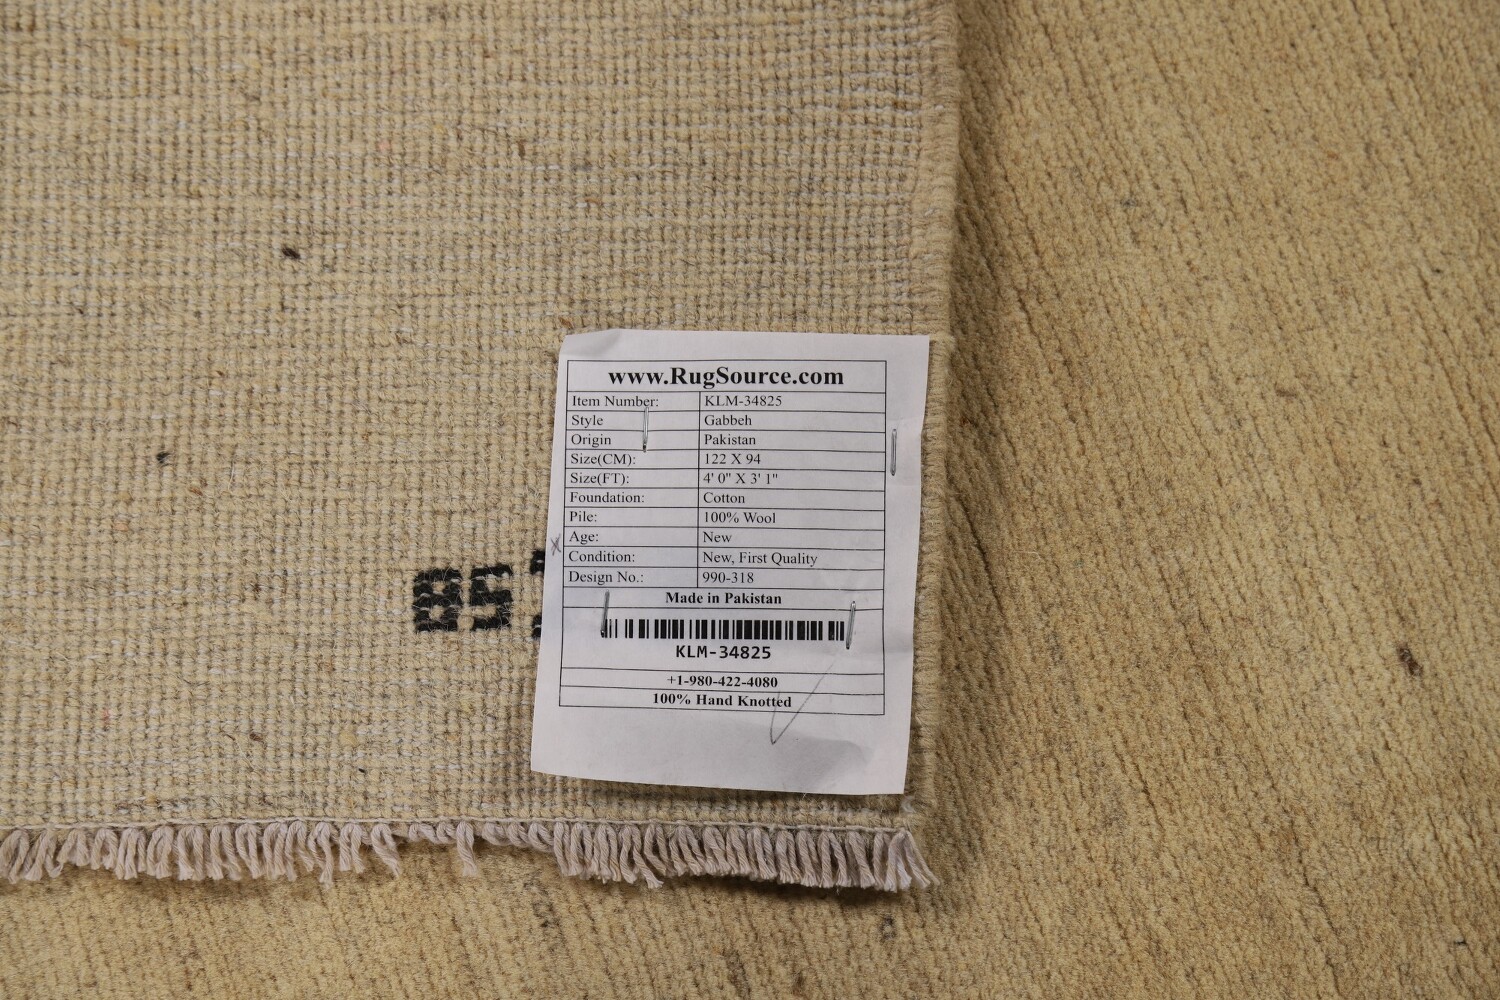 www.RugSource.com
Item Number: KLM-34825
Style Gabbeh
Origin Pakistan
Size(CM): 122 X 94
Size(FT): 4' 0" X 3' 1"
Foundation: Cotton
Pile: 100% Wool
Age: New
Condition: New, First Quality
Design No.: 990-318
Made in Pakistan
KLM-34825
+1-980-422-4080
100% Hand Knotted
85